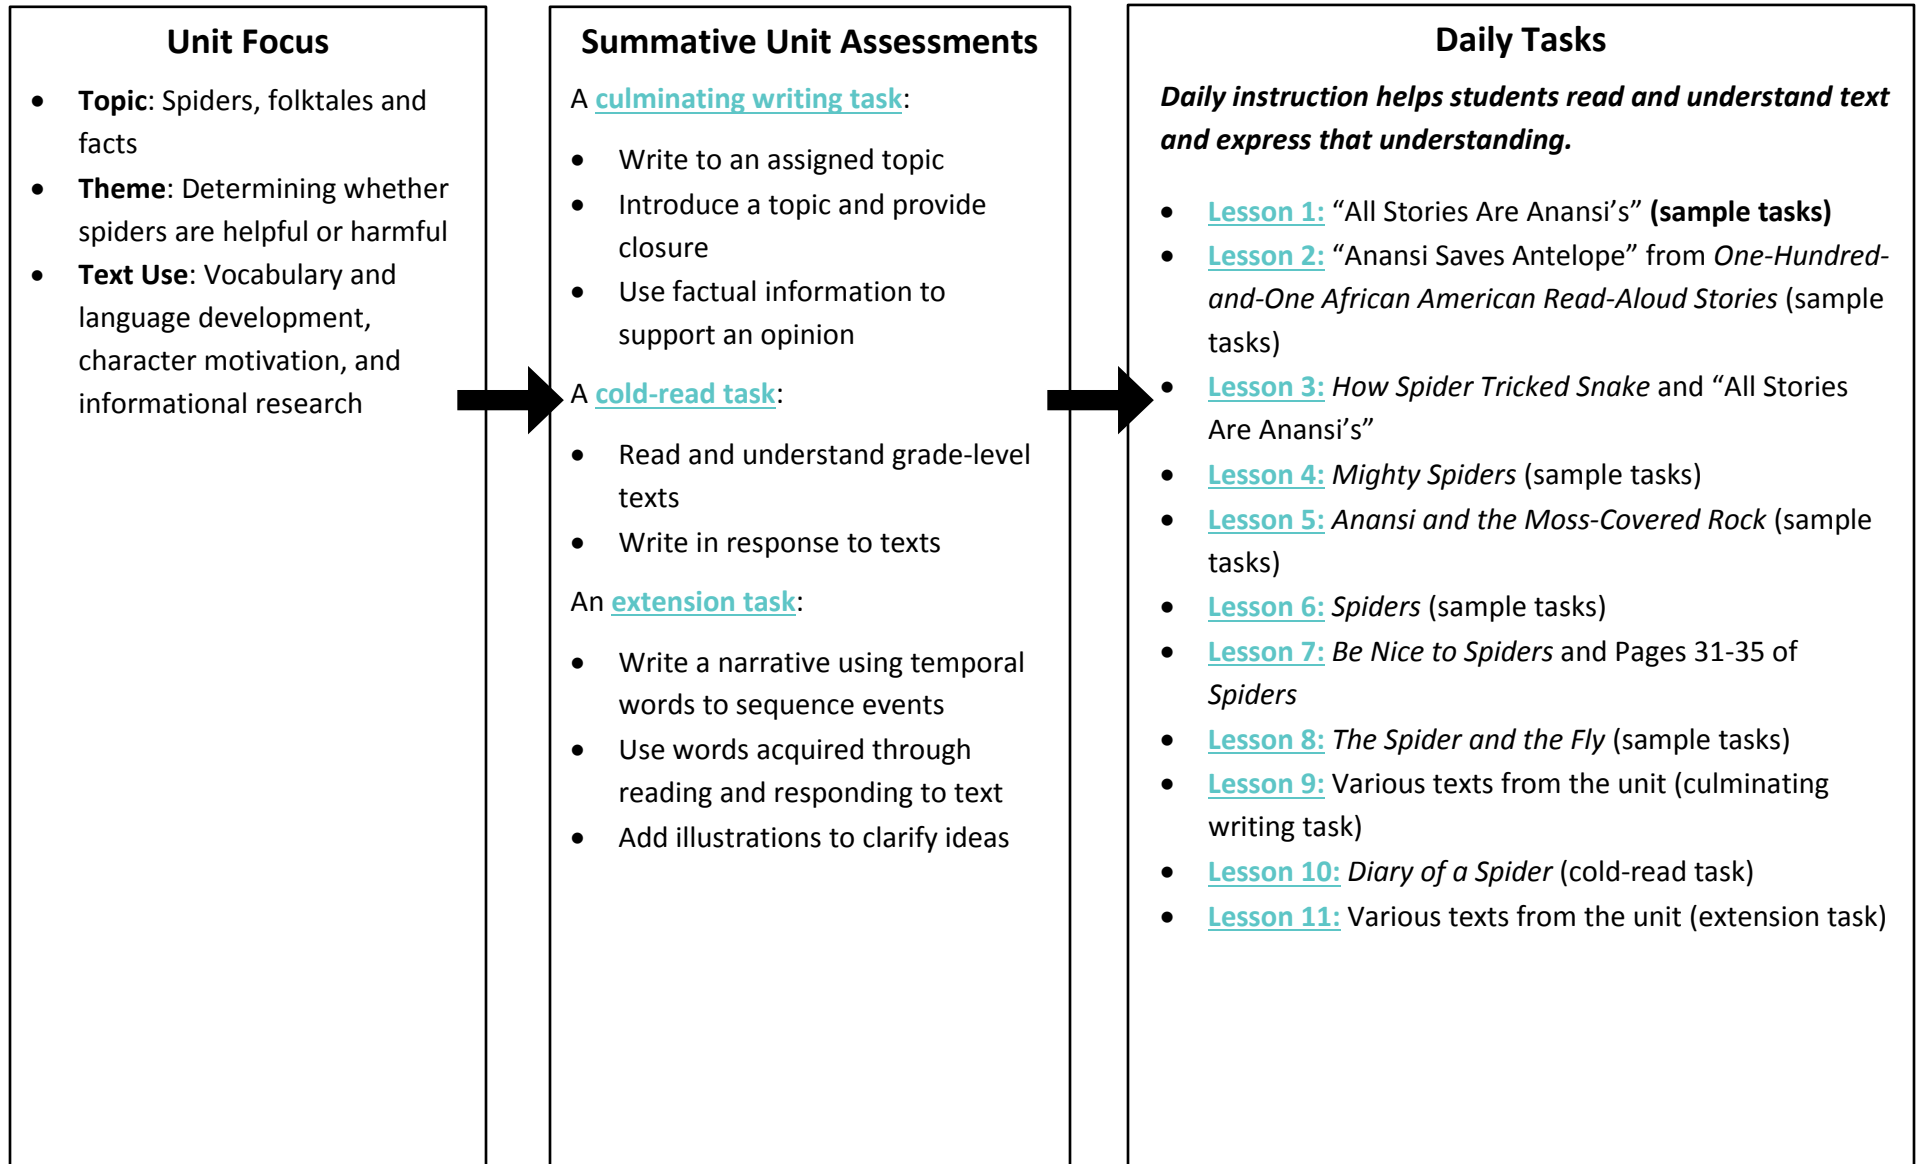 Unit Focus
• Topic: Spiders, folktales and
facts
• Theme: Determining whether
spiders are helpful or harmful
• Text Use: Vocabulary and
language development,
character motivation, and
informational research
Summative Unit Assessments
A culminating writing task:
• Write to an assigned topic
• Introduce a topic and provide
closure
• Use factual information to
support an opinion
A cold-read task:
• Read and understand grade-level
texts
• Write in response to texts
An extension task:
• Write a narrative using temporal
words to sequence events
• Use words acquired through
reading and responding to text
• Add illustrations to clarify ideas
Daily Tasks
Daily instruction helps students read and understand text
and express that understanding.
• Lesson 1: “All Stories Are Anansi’s” (sample tasks)
• Lesson 2: “Anansi Saves Antelope” from One-Hundred-
and-One African American Read-Aloud Stories (sample
tasks)
• Lesson 3: How Spider Tricked Snake and “All Stories
Are Anansi’s”
• Lesson 4: Mighty Spiders (sample tasks)
• Lesson 5: Anansi and the Moss-Covered Rock (sample
tasks)
• Lesson 6: Spiders (sample tasks)
• Lesson 7: Be Nice to Spiders and Pages 31-35 of
Spiders
• Lesson 8: The Spider and the Fly (sample tasks)
• Lesson 9: Various texts from the unit (culminating
writing task)
• Lesson 10: Diary of a Spider (cold-read task)
• Lesson 11: Various texts from the unit (extension task)